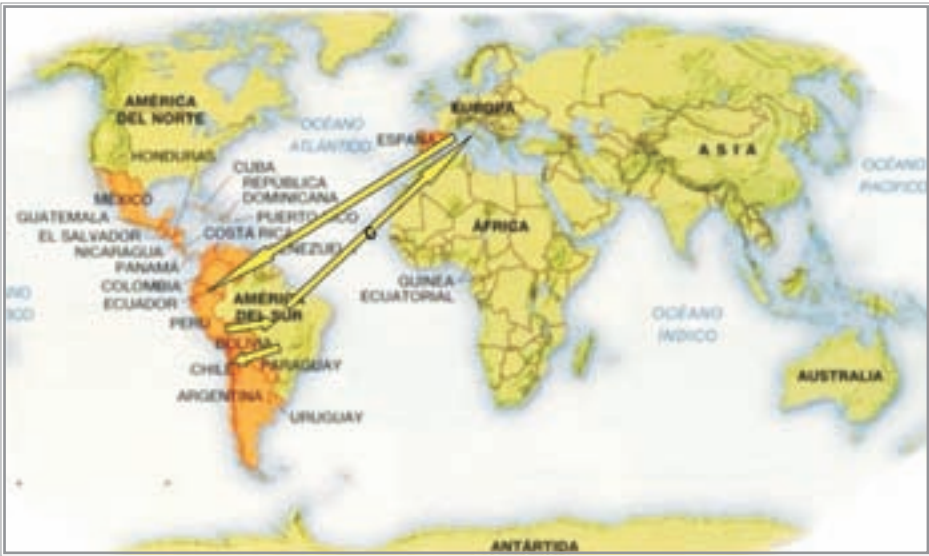 AMÉRICA
DEL NORTE
OCÉANO
ATLÁNTICO
EUROPA
ESPAÑA
ASIA
OCÉANO
PACÍFICO
HONDURAS
CUBA
REPÚBLICA
DOMINICANA
MÉXICO
PUERTO RICO
GUATEMALA
EL SALVADOR
COSTA RICA
NICARAGUA
PANAMÁ
ÁFRICA
COLOMBIA
ECUADOR
GUINEA
ECUATORIAL
AMÉRICA
DEL SUR
OCÉANO
ÍNDICO
PERÚ
BOLIVIA
CHILE
PARAGUAY
AUSTRALIA
ARGENTINA
URUGUAY
ANTÁRTIDA